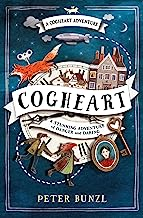 A COGHEART ADVENTURE
COGHEART
A STUNNING ADVENTURE
OF DANGER AND DARING
PETER BUNZL